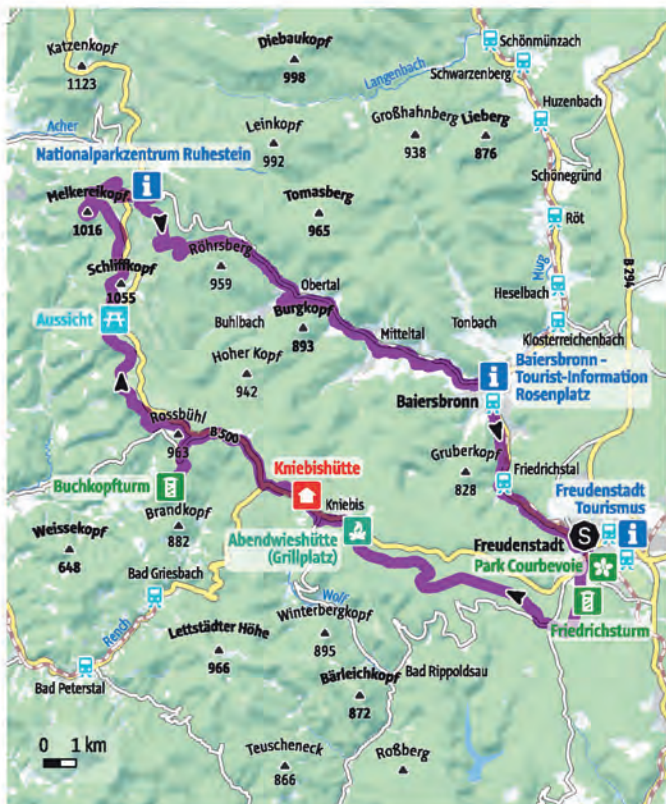 Katzenkopf
1123
Diebaukopf
998
Schönmünzach
Schwarzenberg
Langenbach
Huzenbach
Acher
Leinkopf
992
Großhahnberg
938
Lieberg
876
Schönegründ
Nationalparkzentrum Ruhestein
Melkereikopf
1016
Tomasberg
965
Röt
Murg
B 294
Röhrsberg
959
Schliffkopf
1055
Heselbach
Obertal
Aussicht
Buhlbach
Burgkopf
893
Mitteltal
Tonbach
Klosterreichenbach
Hoher Kopf
942
Baiersbronn –
Tourist-Information
Rosenplatz
Baiersbronn
Rossbühl
963
B 500
Gruberkopf
828
Friedrichstal
Kniebishütte
Buchkopfturm
Kniebis
Brandkopf
882
Abendwieshütte
(Grillplatz)
Freudenstadt
Tourismus
S
Freudenstadt
Park Courbevoie
Weissekopf
648
Bad Griesbach
Friedrichsturm
Wolf
Winterbergkopf
895
Rench
Lettstädter Höhe
966
Bad Rippoldsau
Bärleichkopf
872
Bad Peterstal
0 1 km
Teuscheneck
866
Roßberg